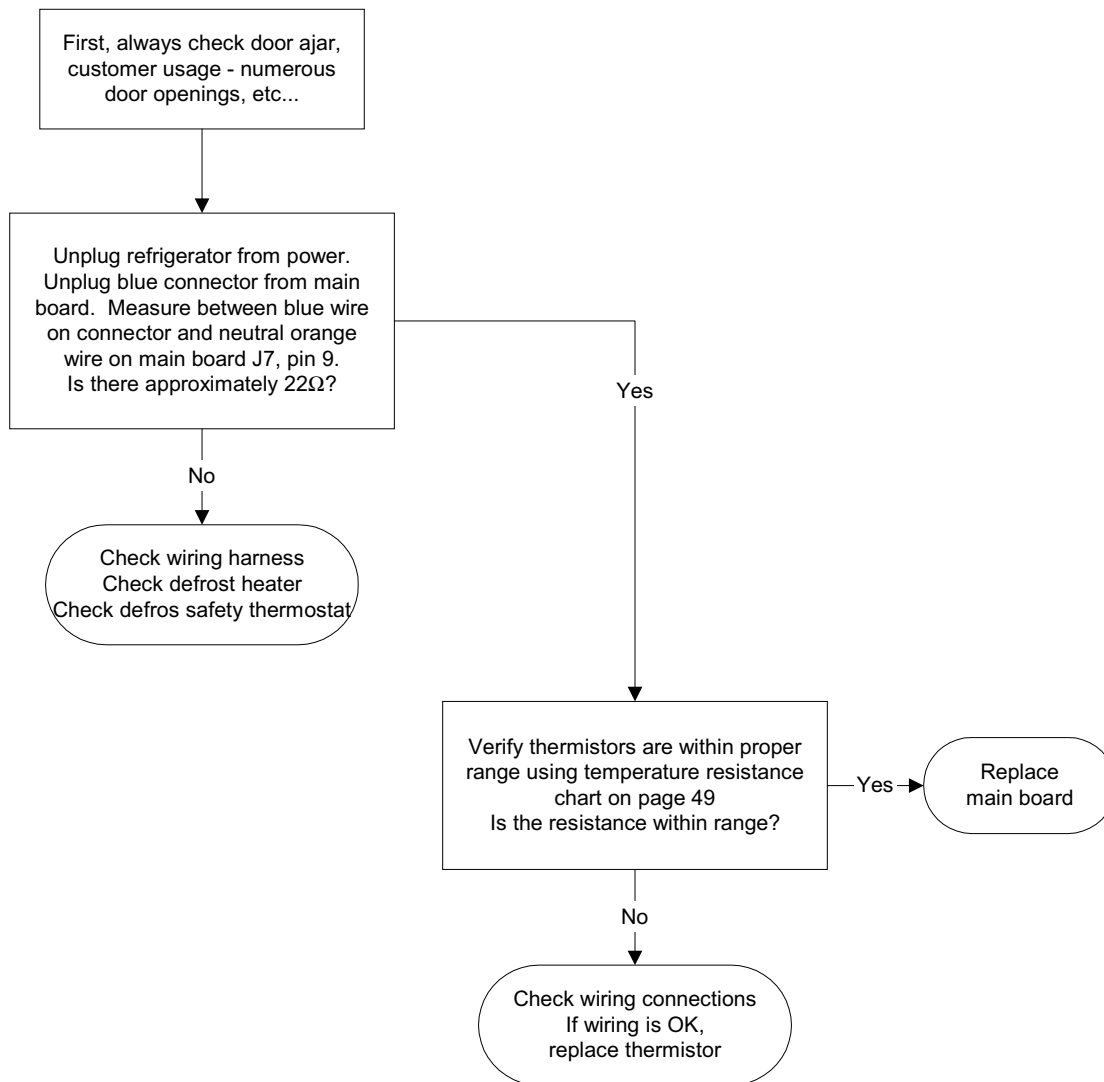 First, always check door ajar,
customer usage - numerous
door openings, etc...
Unplug refrigerator from power.
Unplug blue connector from main
board.  Measure between blue wire
on connector and neutral orange
wire on main board J7, pin 9.
Is there approximately 22Ω?
Yes
No
Check wiring harness
Check defrost heater
Check defros safety thermostat
Verify thermistors are within proper
range using temperature resistance
chart on page 49
Is the resistance within range?
Yes
Replace
main board
No
Check wiring connections
If wiring is OK,
replace thermistor